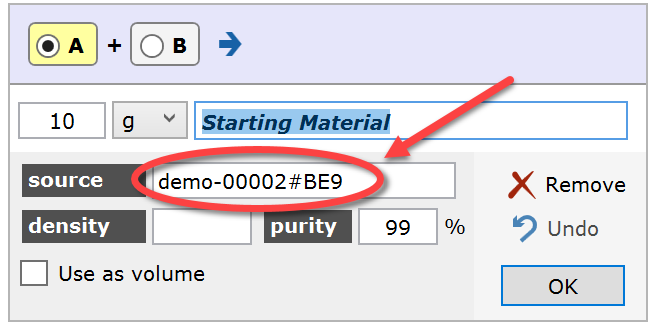 A + B
10 g Starting Material
source demo-00002#BE9 Remove
density purity 99 % Undo
Use as volume OK